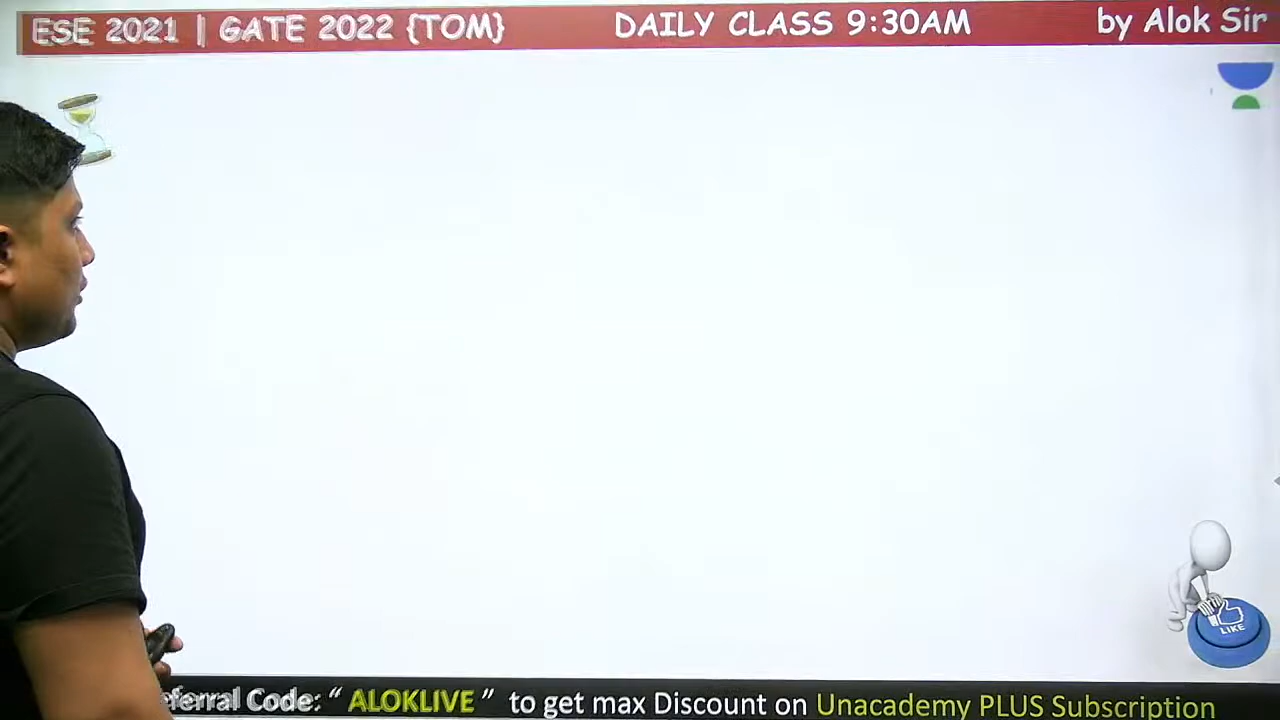 ESE 2021 | GATE 2022 {TOM} DAILY CLASS 9:30AM by Alok Sir
LIKE
eferral Code: “ ALOKLIVE ” to get max Discount on Unacademy PLUS Subscription